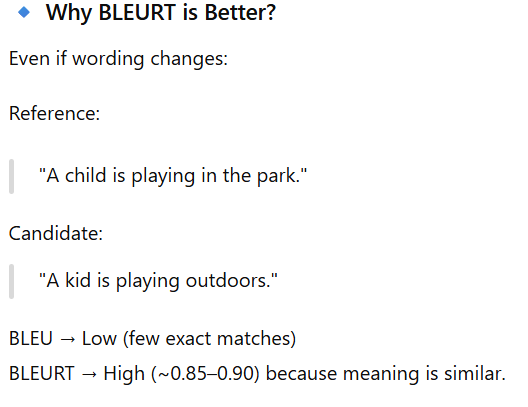 Why BLEURT is Better?
Even if wording changes:
Reference:
"A child is playing in the park."
Candidate:
"A kid is playing outdoors."
BLEU → Low (few exact matches)
BLEURT → High (~0.85–0.90) because meaning is similar.